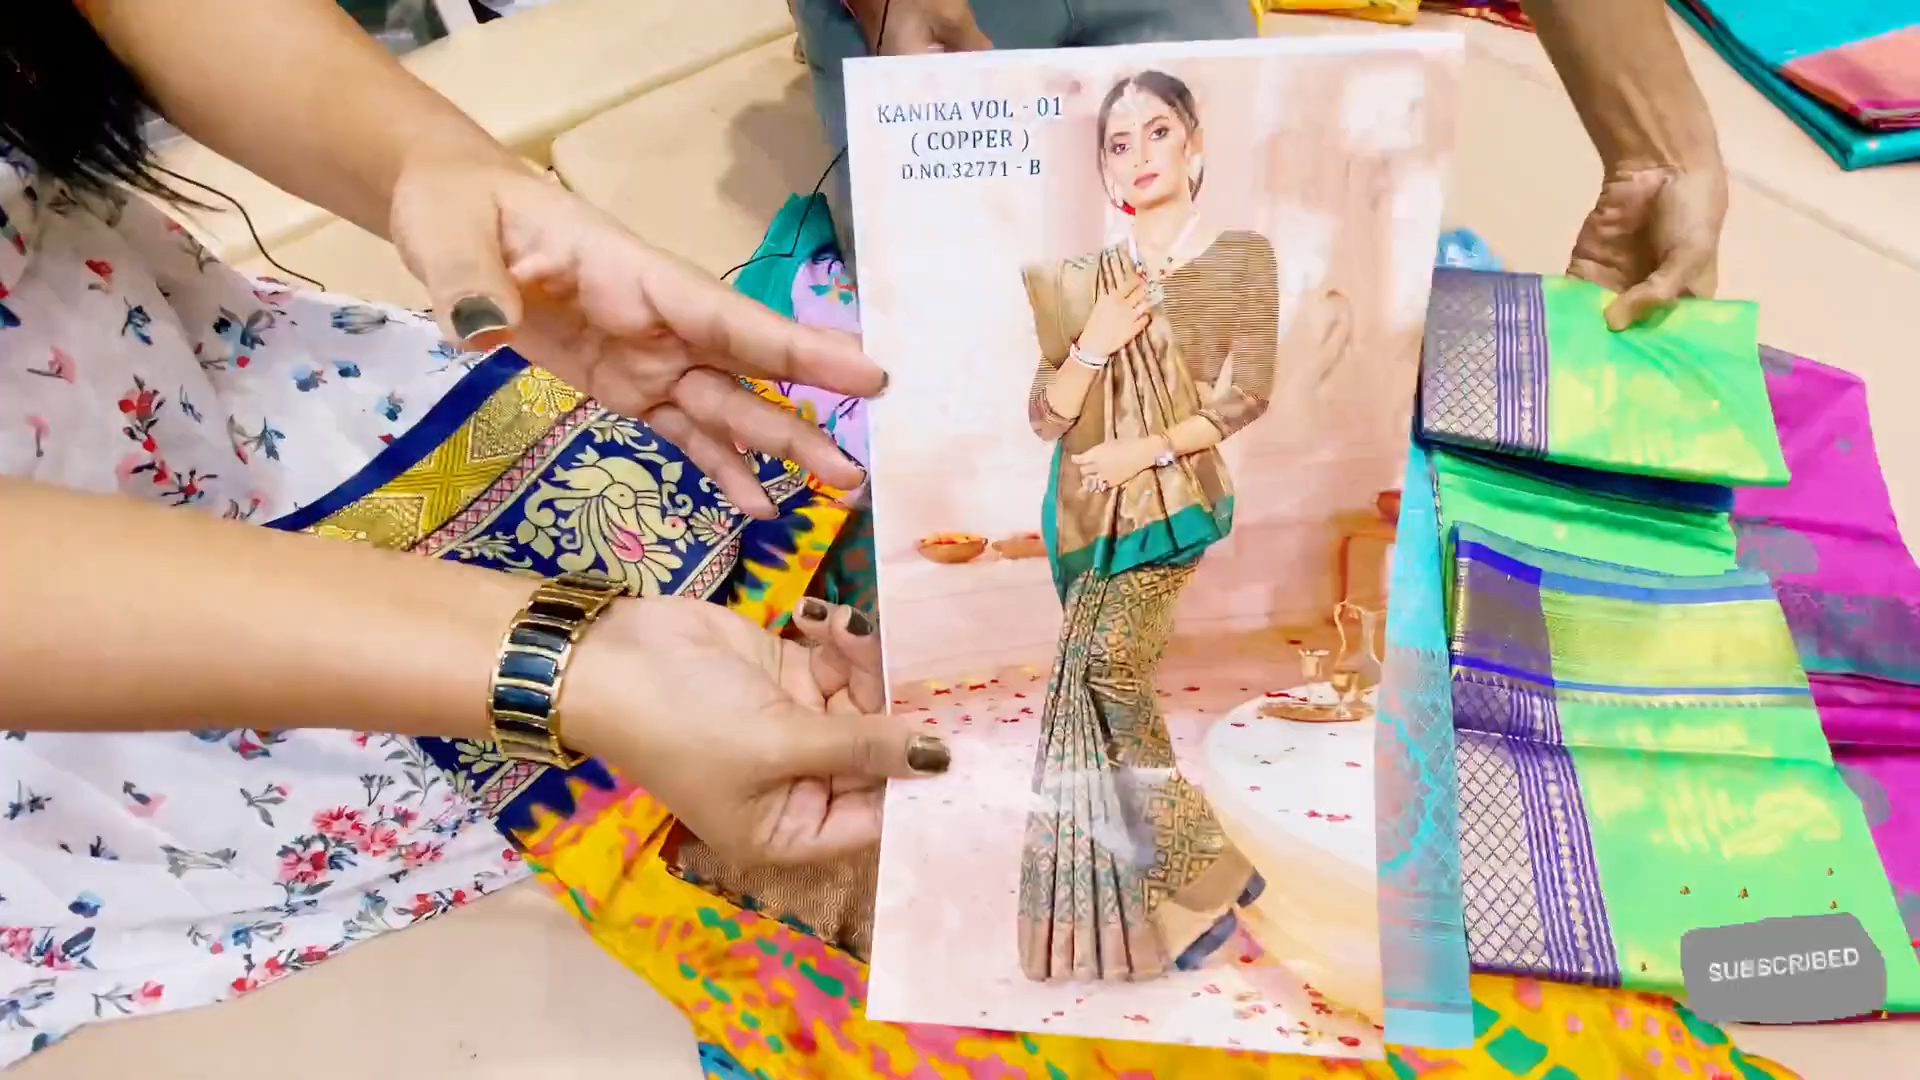 KANIKA VOL - 01
( COPPER )
D.NO.32771 - B
SUBSCRIBED